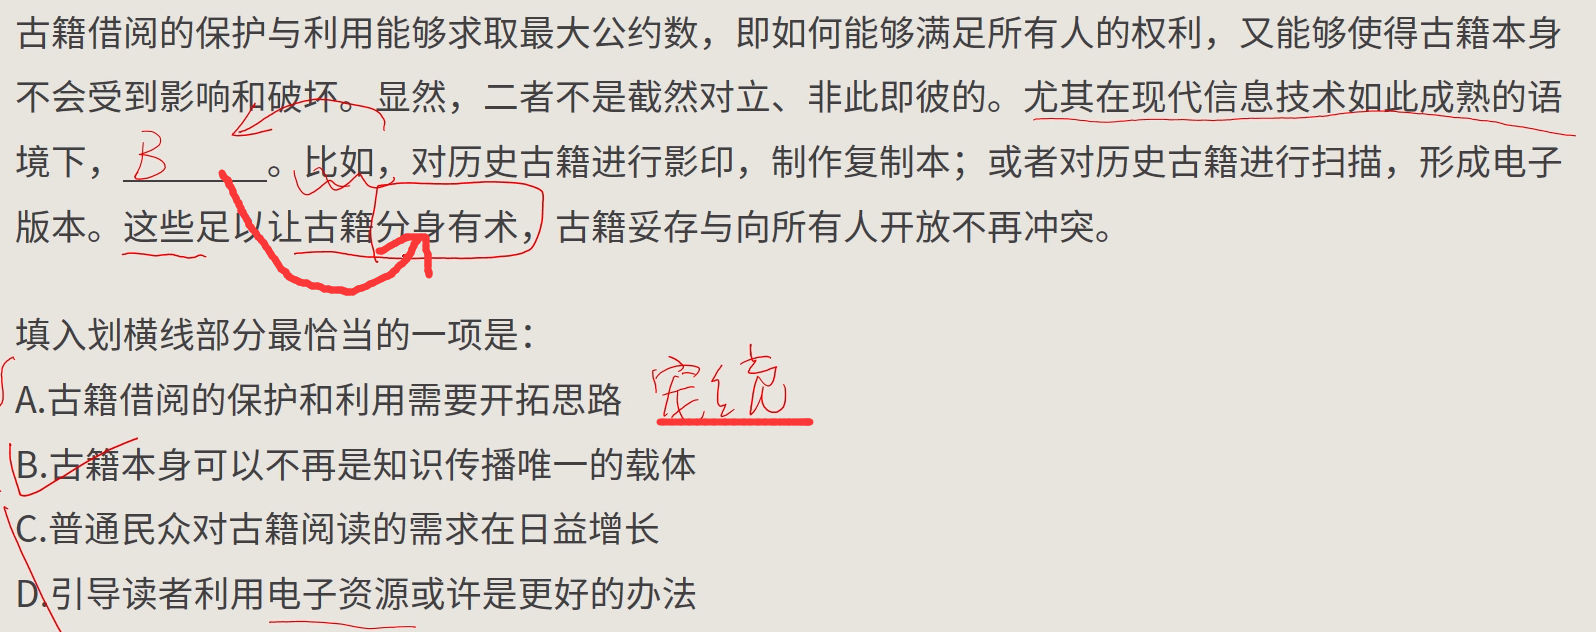 古籍借阅的保护与利用能够求取最大公约数，即如何能够满足所有人的权利，又能够使得古籍本身
不会受到影响和破坏。显然，二者不是截然对立、非此即彼的。尤其在现代信息技术如此成熟的语
境下，B。比如，对历史古籍进行影印，制作复制本；或者对历史古籍进行扫描，形成电子
版本。这些足以让古籍分身有术，古籍妥存与向所有人开放不再冲突。
填入划横线部分最恰当的一项是：
A.古籍借阅的保护和利用需要开拓思路
B.古籍本身可以不再是知识传播唯一的载体
C.普通民众对古籍阅读的需求在日益增长
D.引导读者利用电子资源或许是更好的办法